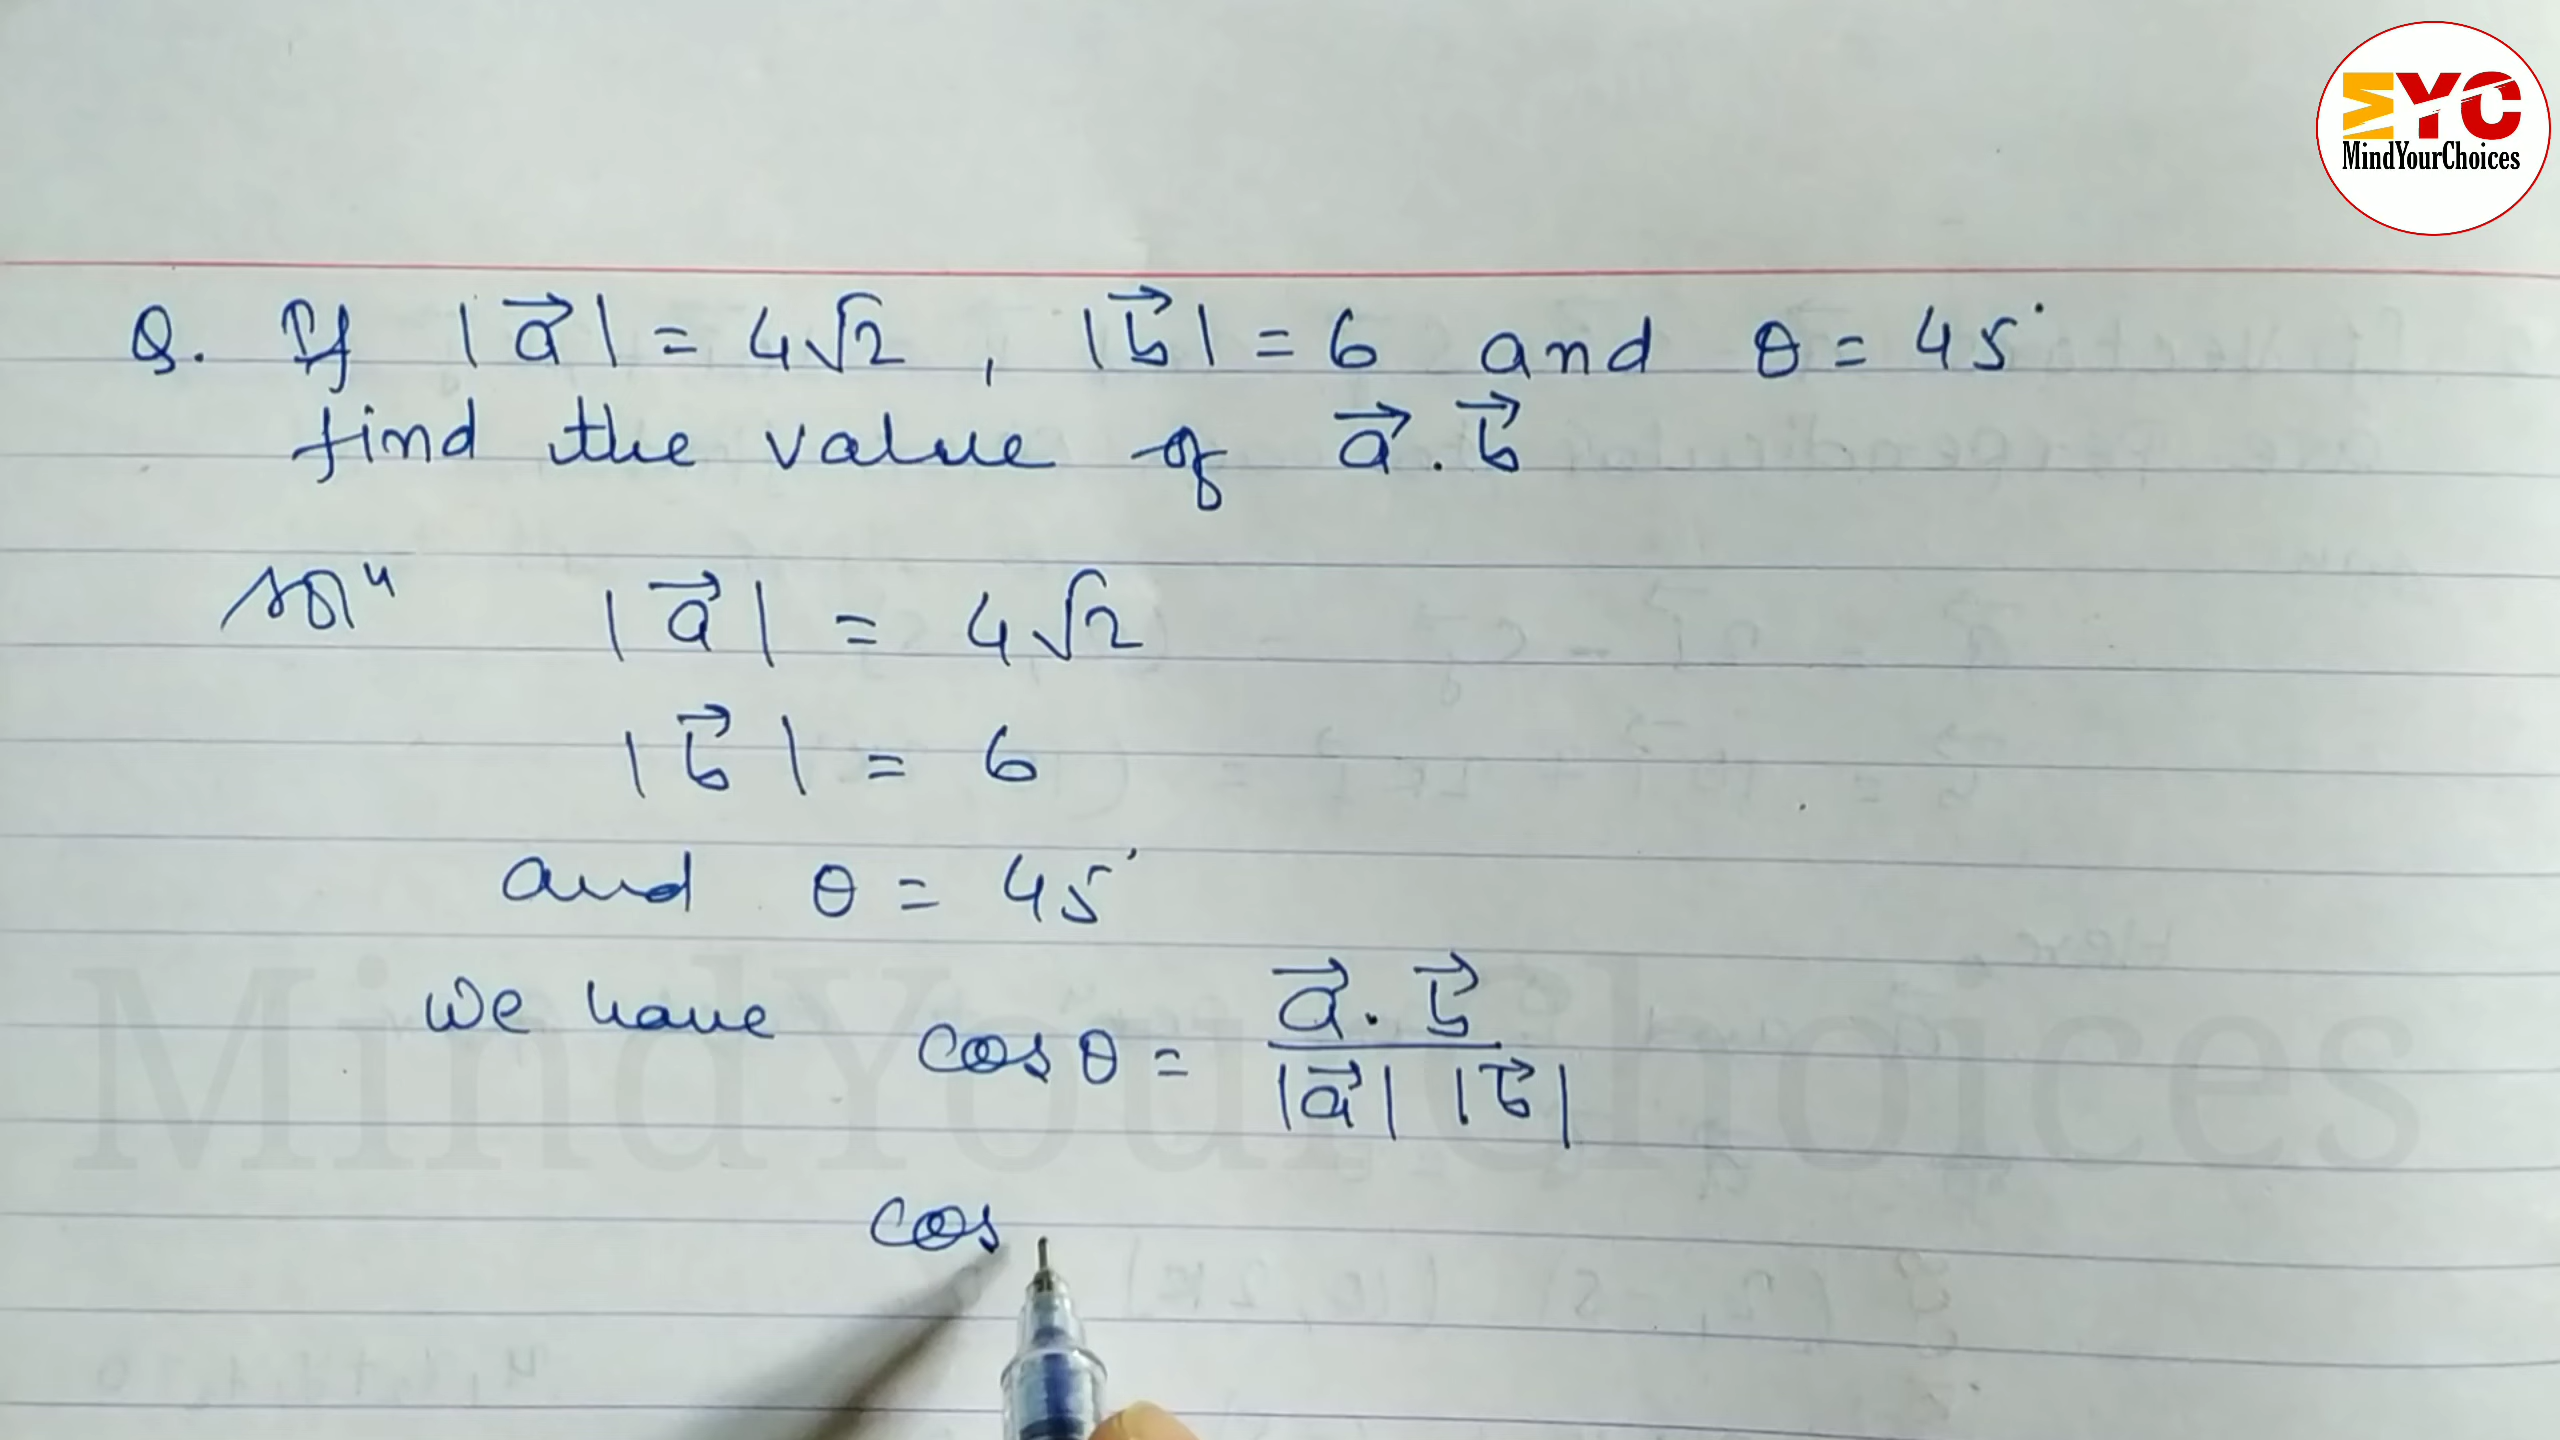 MYC
MindYourChoices
Q. If |a⃗| = 4√2 , |b⃗| = 6 and θ = 45°
find the value of a⃗ . b⃗
solⁿ |a⃗| = 4√2
|b⃗| = 6
and θ = 45°
We have cos θ = a⃗ . b⃗ / |a⃗| |b⃗|
cos
MindYourChoices